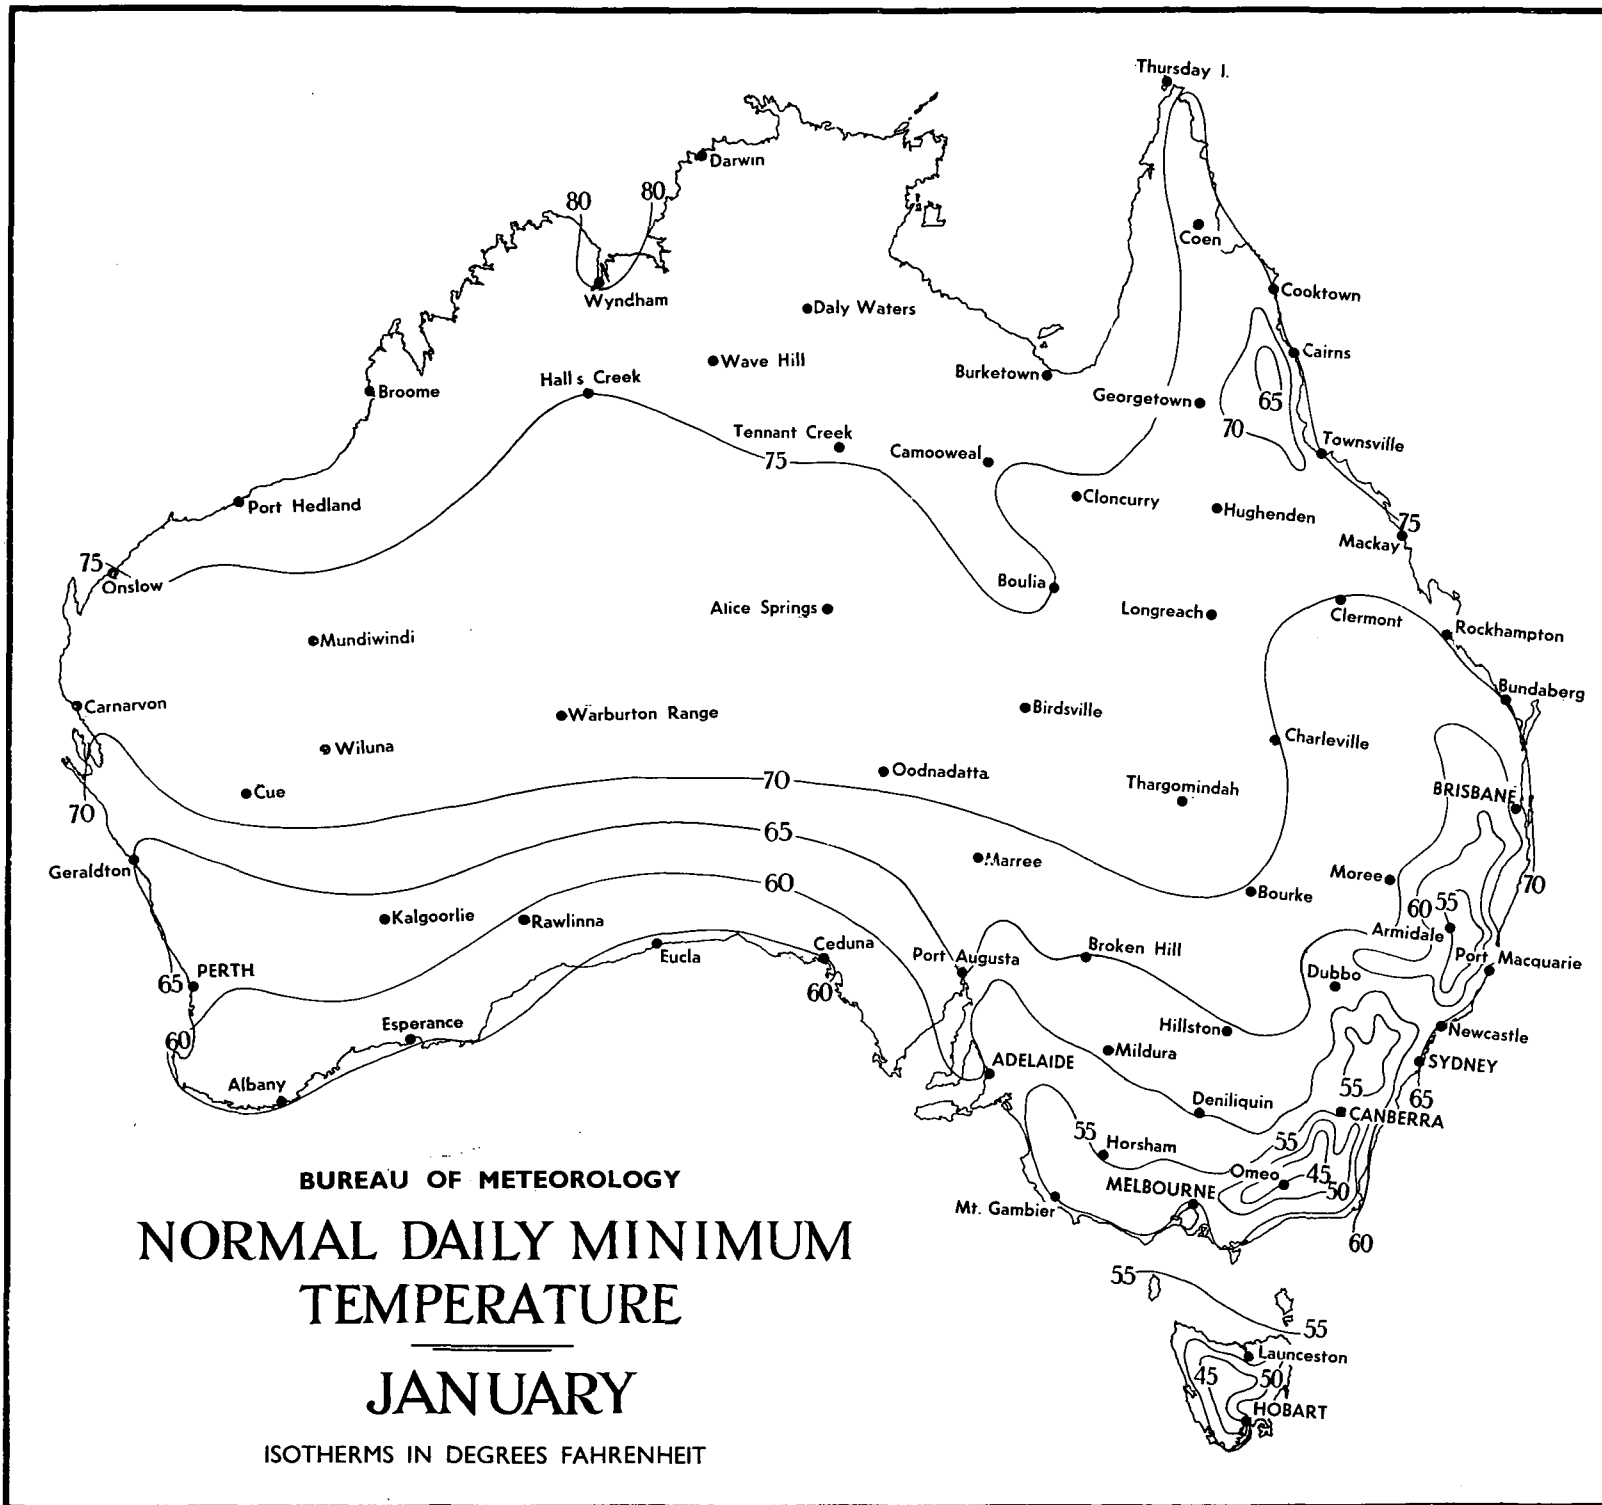 Thursday I.
Darwin
80
80
Coen
Wyndham
Cooktown
Daly Waters
Cairns
Wave Hill
Burketown
Halls Creek
Broome
Georgetown
65
70
Tennant Creek
Townsville
Camooweal
75
Cloncurry
Port Hedland
Hughenden
75
Mackay
75
Onslow
Boulia
Alice Springs
Longreach
Clermont
Rockhampton
Mundiwindi
Bundaberg
Carnarvon
Warburton Range
Birdsville
Charleville
Wiluna
Oodnadatta
70
Thargomindah
Cue
BRISBANE
70
65
Marree
Geraldton
Moree
60
70
Bourke
Kalgoorlie
Rawlinna
60 55
Armidale
Ceduna
Broken Hill
Eucla
Port Augusta
Port Macquarie
PERTH
Dubbo
65
60
Esperance
Hillston
Newcastle
60
Mildura
ADELAIDE
SYDNEY
Albany
55
Deniliquin
65
CANBERRA
55
Horsham
55
Omeo
45
50
MELBOURNE
Mt. Gambier
60
55
55
Launceston
45
50
HOBART
BUREAU OF METEOROLOGY
NORMAL DAILY MINIMUM
TEMPERATURE
JANUARY
ISOTHERMS IN DEGREES FAHRENHEIT